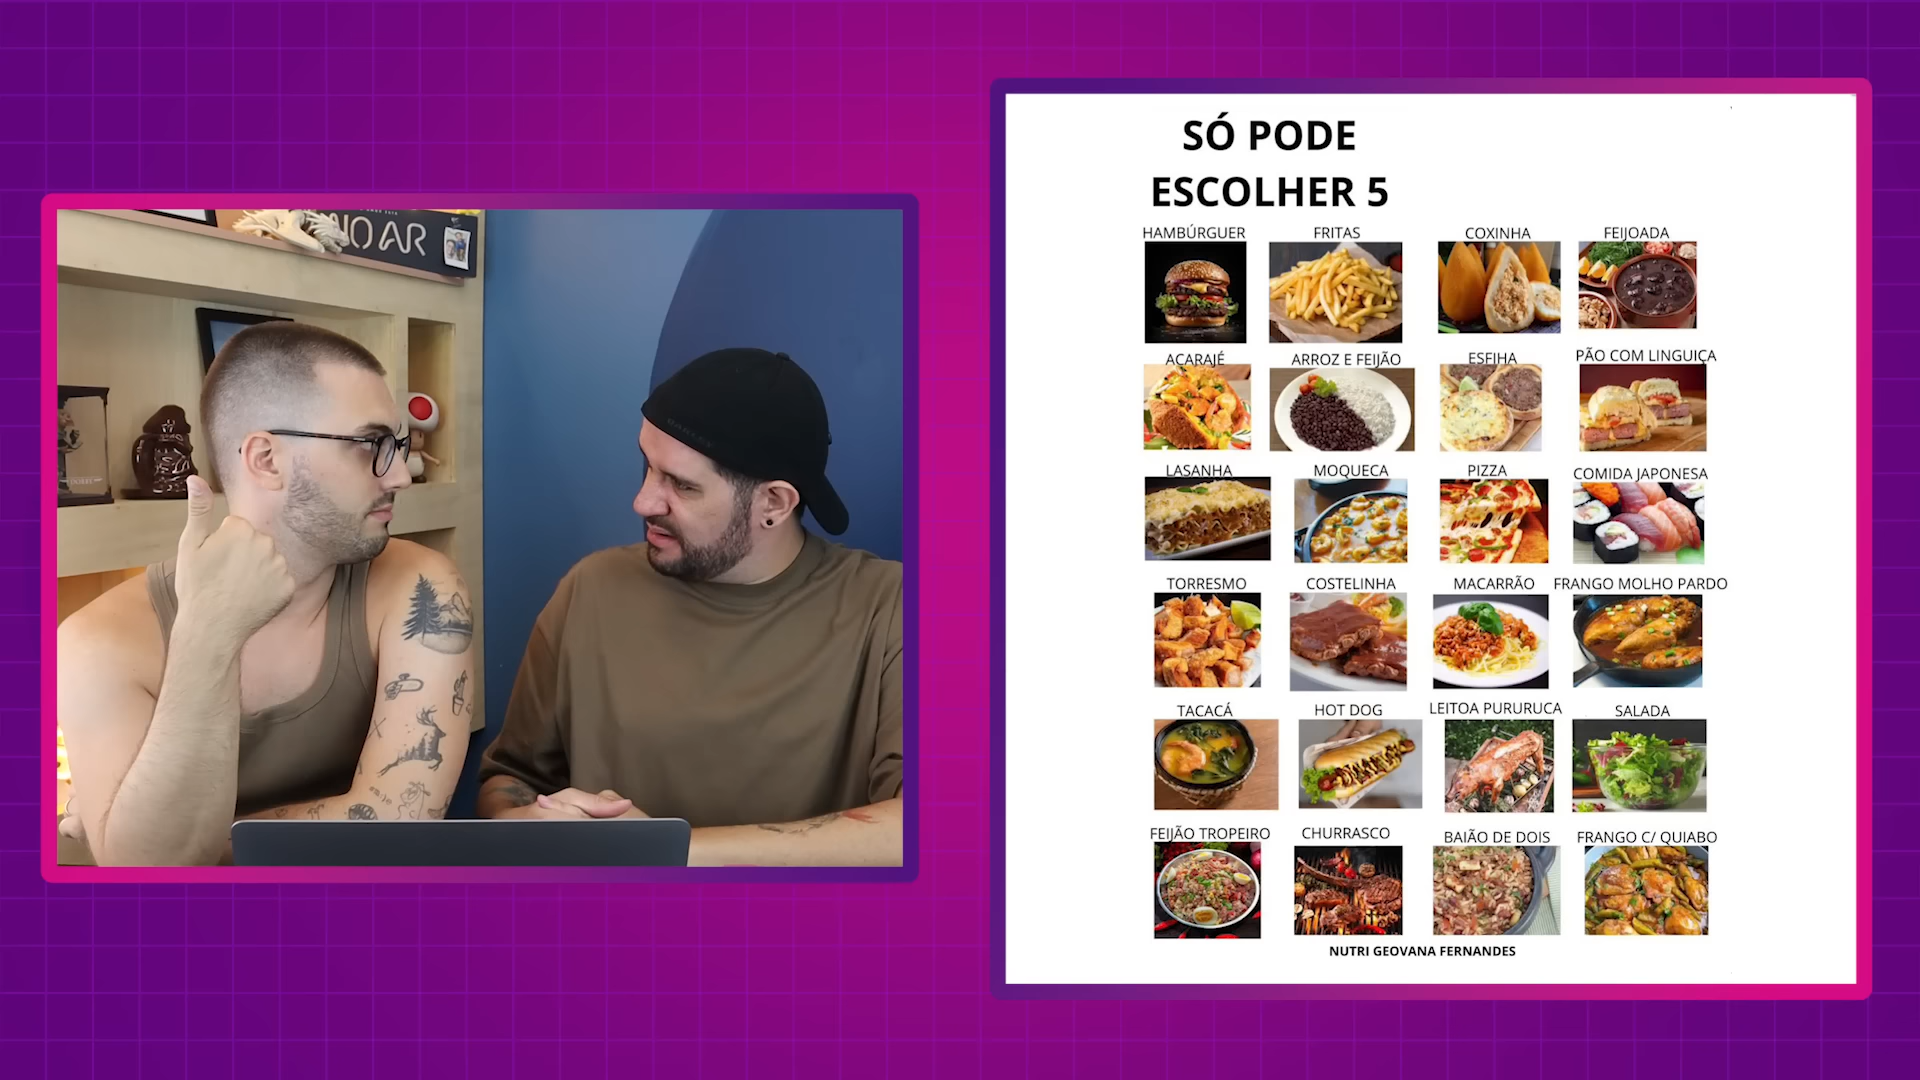 NO AR
SÓ PODE
ESCOLHER 5
HAMBÚRGUER FRITAS COXINHA FEIJOADA
ACARAJÉ ARROZ E FEIJÃO ESFIHA PÃO COM LINGUIÇA
LASANHA MOQUECA PIZZA COMIDA JAPONESA
TORRESMO COSTELINHA MACARRÃO FRANGO MOLHO PARDO
TACACÁ HOT DOG LEITOA PURURUCA SALADA
FEIJÃO TROPEIRO CHURRASCO BAIÃO DE DOIS FRANGO C/ QUIABO
NUTRI GEOVANA FERNANDES